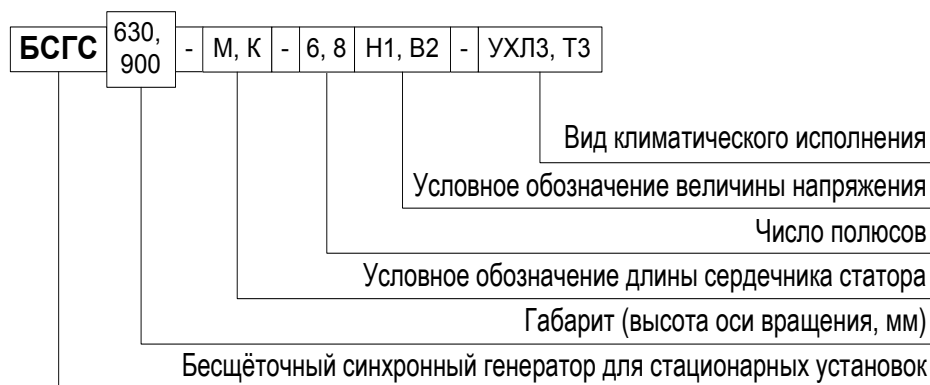 БСГС 630, 900 - М, К - 6, 8 Н1, В2 - УХЛ3, Т3
Вид климатического исполнения
Условное обозначение величины напряжения
Число полюсов
Условное обозначение длины сердечника статора
Габарит (высота оси вращения, мм)
Бесщёточный синхронный генератор для стационарных установок